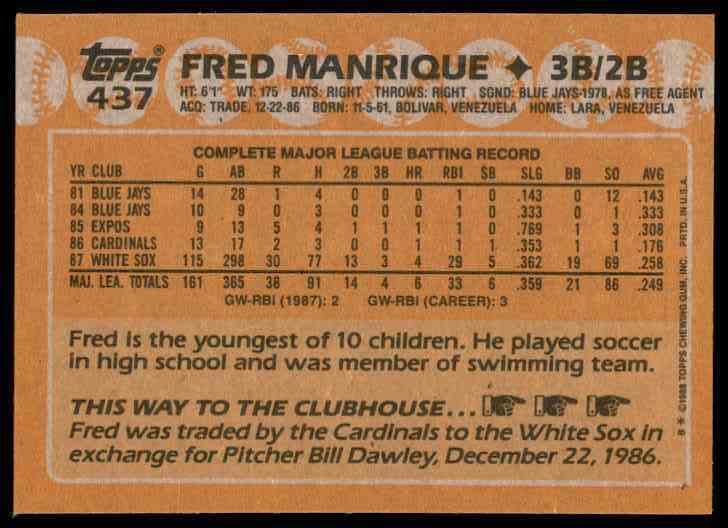 topps
437
FRED MANRIQUE ✦ 3B/2B
HT: 6'1" WT: 175 BATS: RIGHT THROWS: RIGHT SGND: BLUE JAYS-1978, AS FREE AGENT
ACQ: TRADE, 12-22-86 BORN: 11-5-61, BOLIVAR, VENEZUELA HOME: LARA, VENEZUELA
COMPLETE MAJOR LEAGUE BATTING RECORD
YR CLUB G AB R H 2B 3B HR RBI SB SLG BB SO AVG
81 BLUE JAYS 14 28 1 4 0 0 0 1 0 .143 0 12 .143
84 BLUE JAYS 10 9 0 3 0 0 0 1 0 .333 0 1 .333
85 EXPOS 9 13 5 4 1 1 1 1 0 .769 1 3 .308
86 CARDINALS 13 17 2 3 0 0 1 1 1 .353 1 1 .176
87 WHITE SOX 115 298 30 77 13 3 4 29 5 .362 19 69 .258
MAJ. LEA. TOTALS 161 365 38 91 14 4 6 33 6 .359 21 86 .249
GW-RBI (1987): 2 GW-RBI (CAREER): 3
Fred is the youngest of 10 children. He played soccer
in high school and was member of swimming team.
THIS WAY TO THE CLUBHOUSE...
Fred was traded by the Cardinals to the White Sox in
exchange for Pitcher Bill Dawley, December 22, 1986.
B ** ©1988 TOPPS CHEWING GUM, INC. PRTD. IN U.S.A.